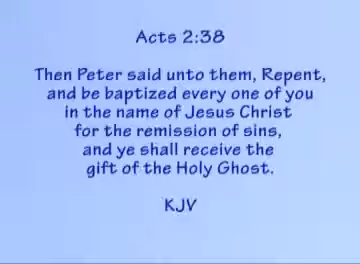 Acts 2:38
Then Peter said unto them, Repent,
and be baptized every one of you
in the name of Jesus Christ
for the remission of sins,
and ye shall receive the
gift of the Holy Ghost.
KJV